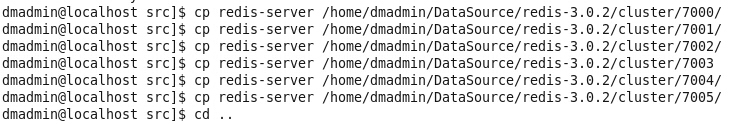 dmadmin@localhost src]$ cp redis-server /home/dmadmin/DataSource/redis-3.0.2/cluster/7000/
dmadmin@localhost src]$ cp redis-server /home/dmadmin/DataSource/redis-3.0.2/cluster/7001/
dmadmin@localhost src]$ cp redis-server /home/dmadmin/DataSource/redis-3.0.2/cluster/7002/
dmadmin@localhost src]$ cp redis-server /home/dmadmin/DataSource/redis-3.0.2/cluster/7003
dmadmin@localhost src]$ cp redis-server /home/dmadmin/DataSource/redis-3.0.2/cluster/7004/
dmadmin@localhost src]$ cp redis-server /home/dmadmin/DataSource/redis-3.0.2/cluster/7005/
dmadmin@localhost src]$ cd ..